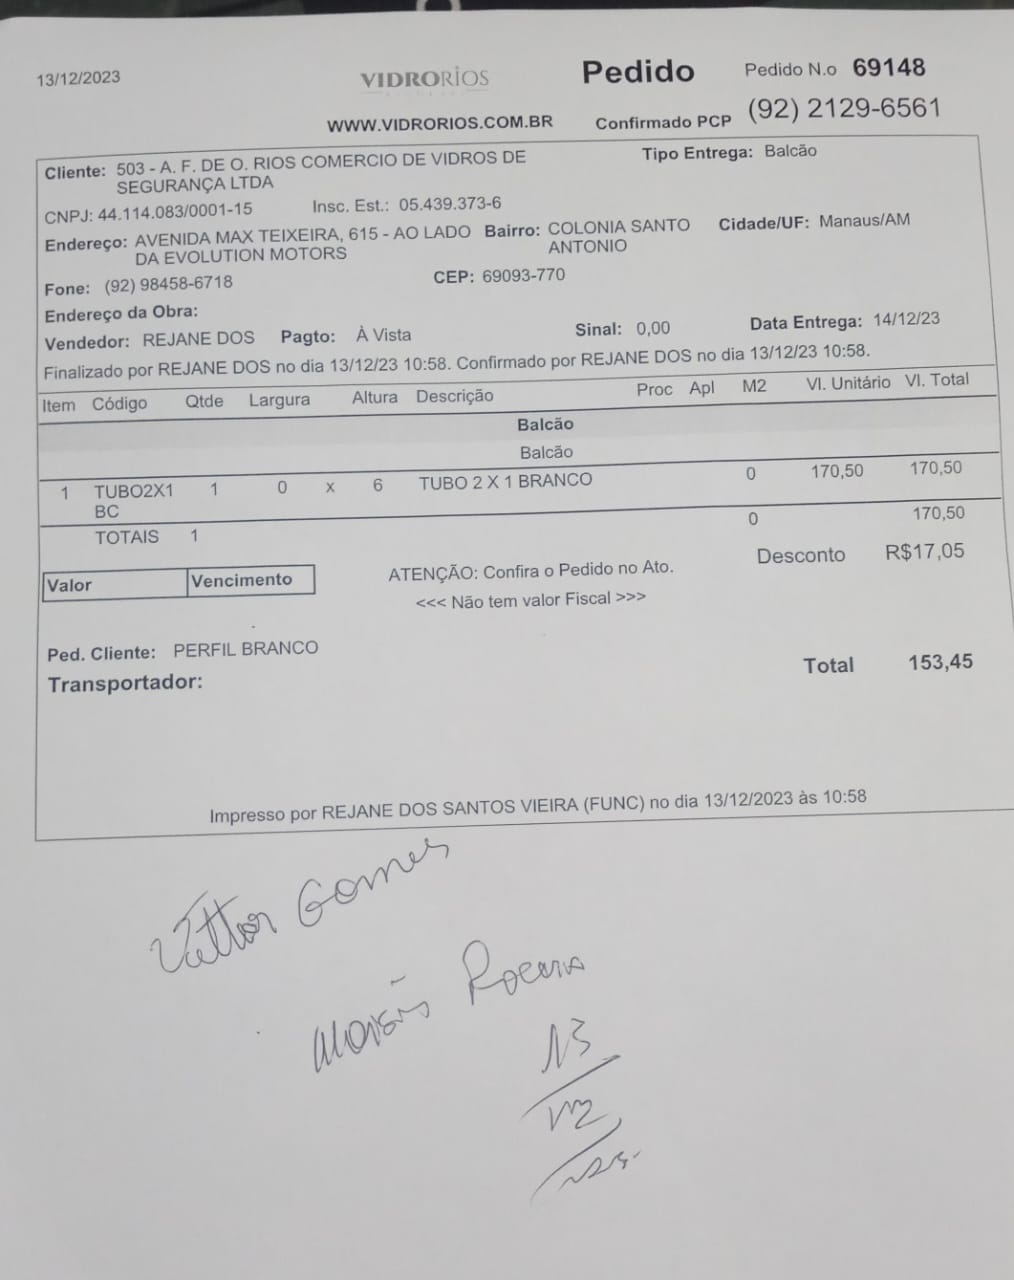 13/12/2023 VIDRORIOS Pedido Pedido N.o 69148
WWW.VIDRORIOS.COM.BR Confirmado PCP (92) 2129-6561
Cliente: 503 - A. F. DE O. RIOS COMERCIO DE VIDROS DE Tipo Entrega: Balcão
SEGURANÇA LTDA
CNPJ: 44.114.083/0001-15 Insc. Est.: 05.439.373-6
Endereço: AVENIDA MAX TEIXEIRA, 615 - AO LADO Bairro: COLONIA SANTO Cidade/UF: Manaus/AM
DA EVOLUTION MOTORS ANTONIO
Fone: (92) 98458-6718 CEP: 69093-770
Endereço da Obra:
Vendedor: REJANE DOS Pagto: À Vista Sinal: 0,00 Data Entrega: 14/12/23
Finalizado por REJANE DOS no dia 13/12/23 10:58. Confirmado por REJANE DOS no dia 13/12/23 10:58.
Item Código Qtde Largura Altura Descrição Proc Apl M2 Vl. Unitário Vl. Total
Balcão
Balcão
1 TUBO2X1 1 0 x 6 TUBO 2 X 1 BRANCO 0 170,50 170,50
BC
TOTAIS 1 0 170,50
Valor Vencimento ATENÇÃO: Confira o Pedido no Ato. Desconto R$17,05
<<< Não tem valor Fiscal >>>
Ped. Cliente: PERFIL BRANCO
Transportador: Total 153,45
Impresso por REJANE DOS SANTOS VIEIRA (FUNC) no dia 13/12/2023 às 10:58
Gomes
13